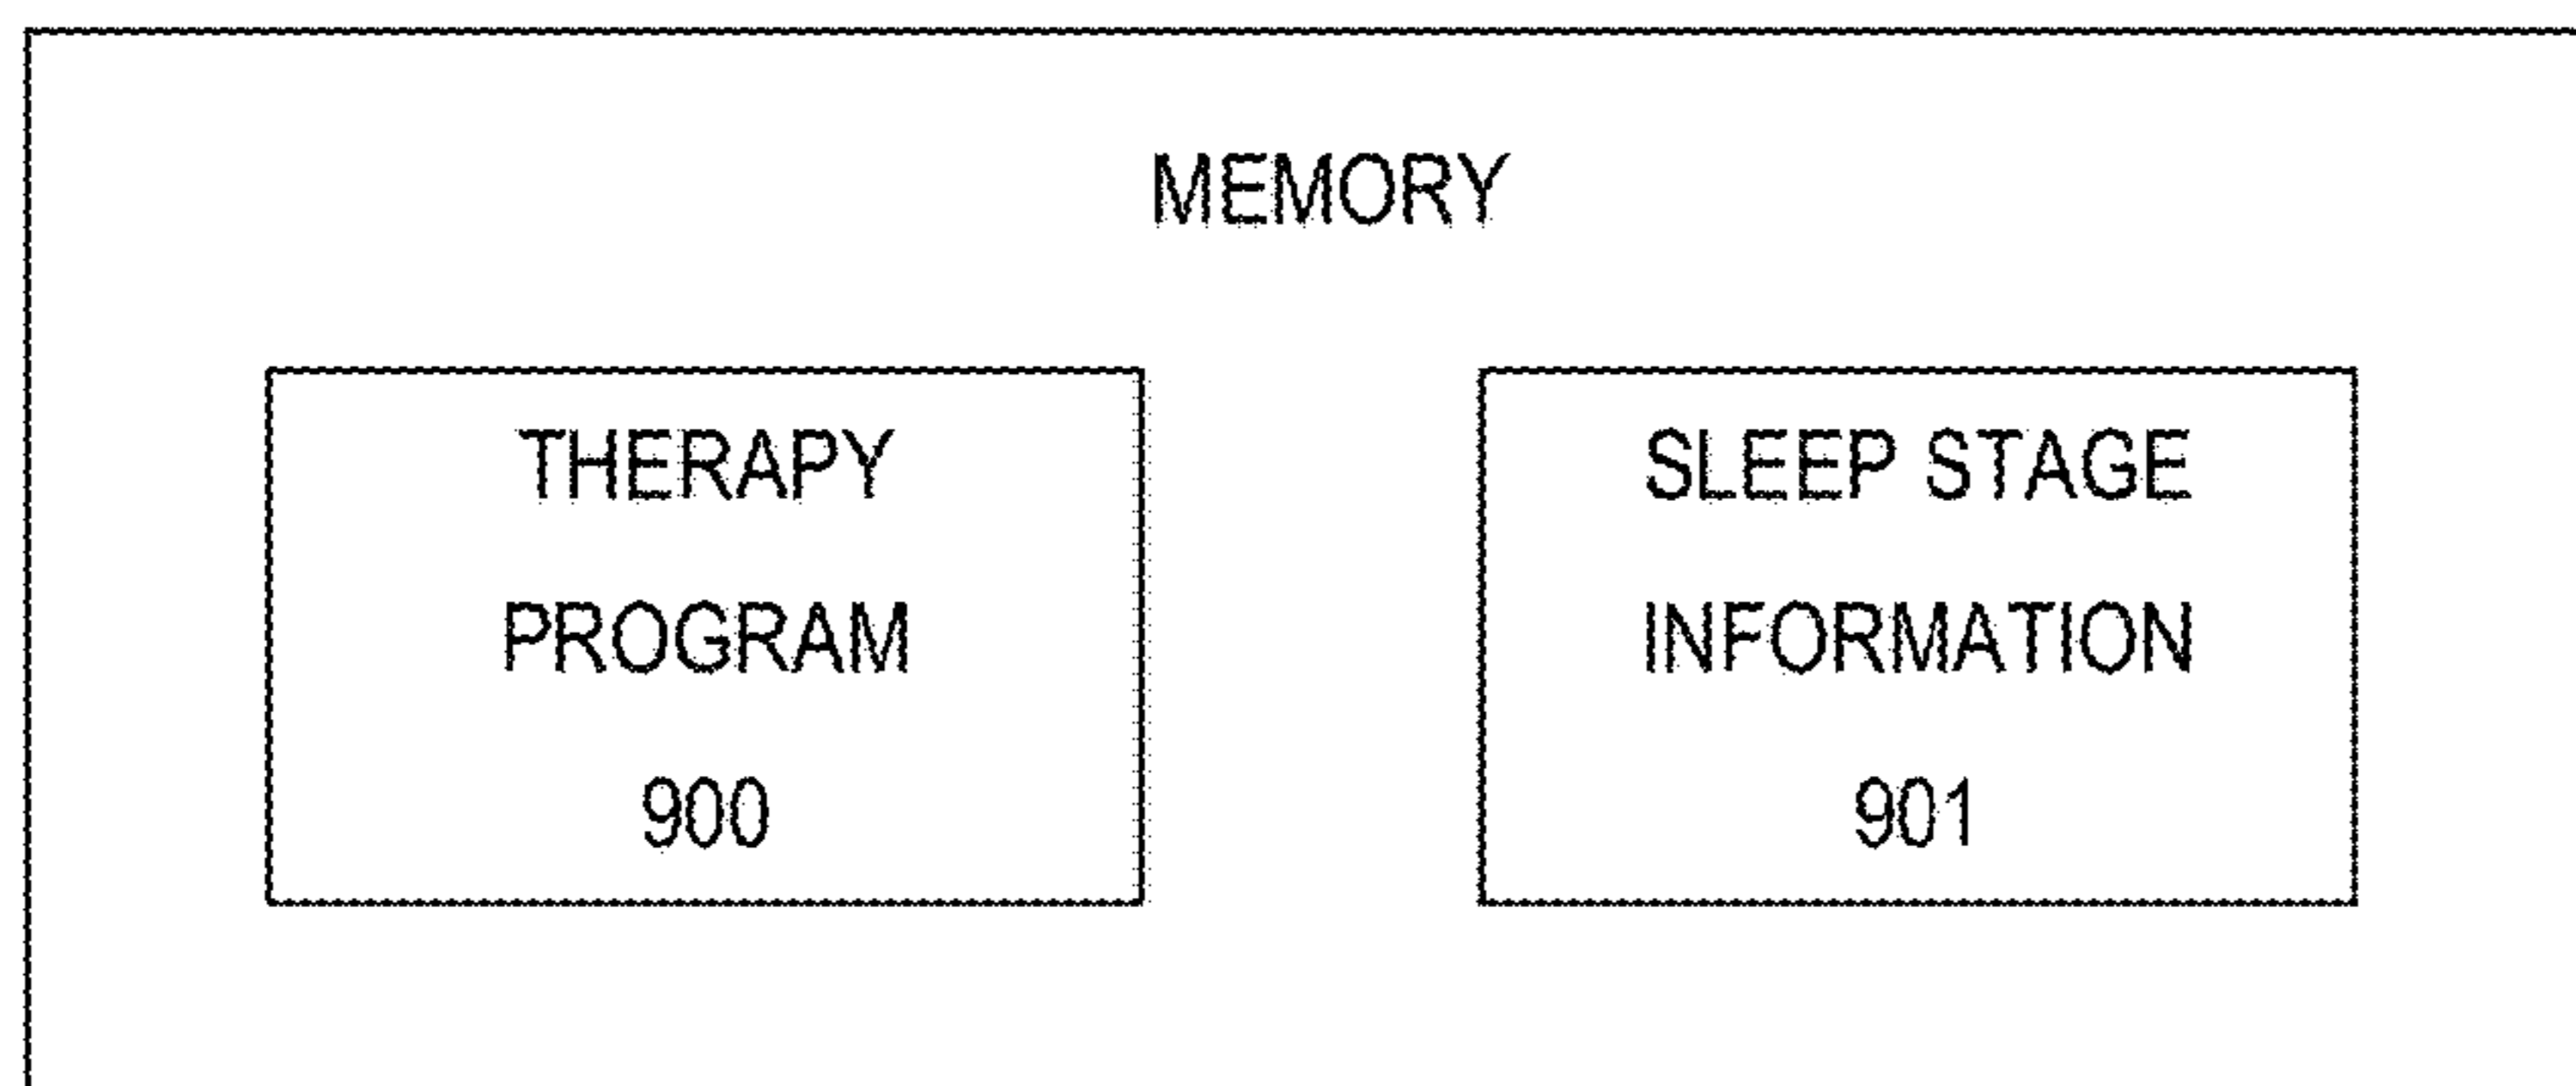 MEMORY
THERAPY
PROGRAM
900
SLEEP STAGE
INFORMATION
901